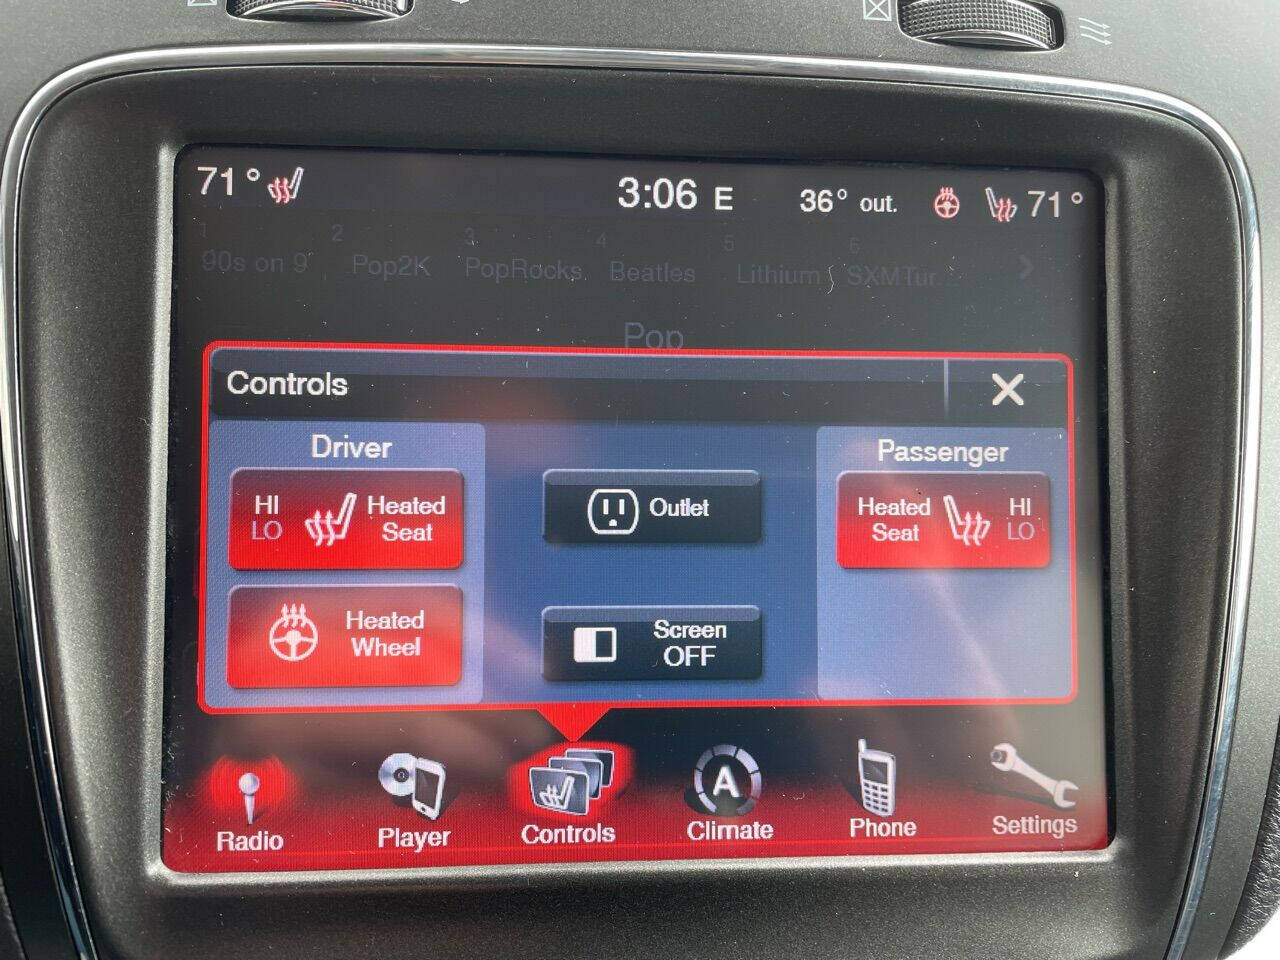 71°
3:06 E
36° out.
71°
1 2 3 4 5 6
90s on 9
Pop2K
PopRocks
Beatles
Lithium
Pop
Controls
Driver
Passenger
HI
LO
Heated
Seat
Outlet
Heated
Seat
HI
LO
Heated
Wheel
Screen
OFF
A
Radio
Player
Controls
Climate
Phone
Settings